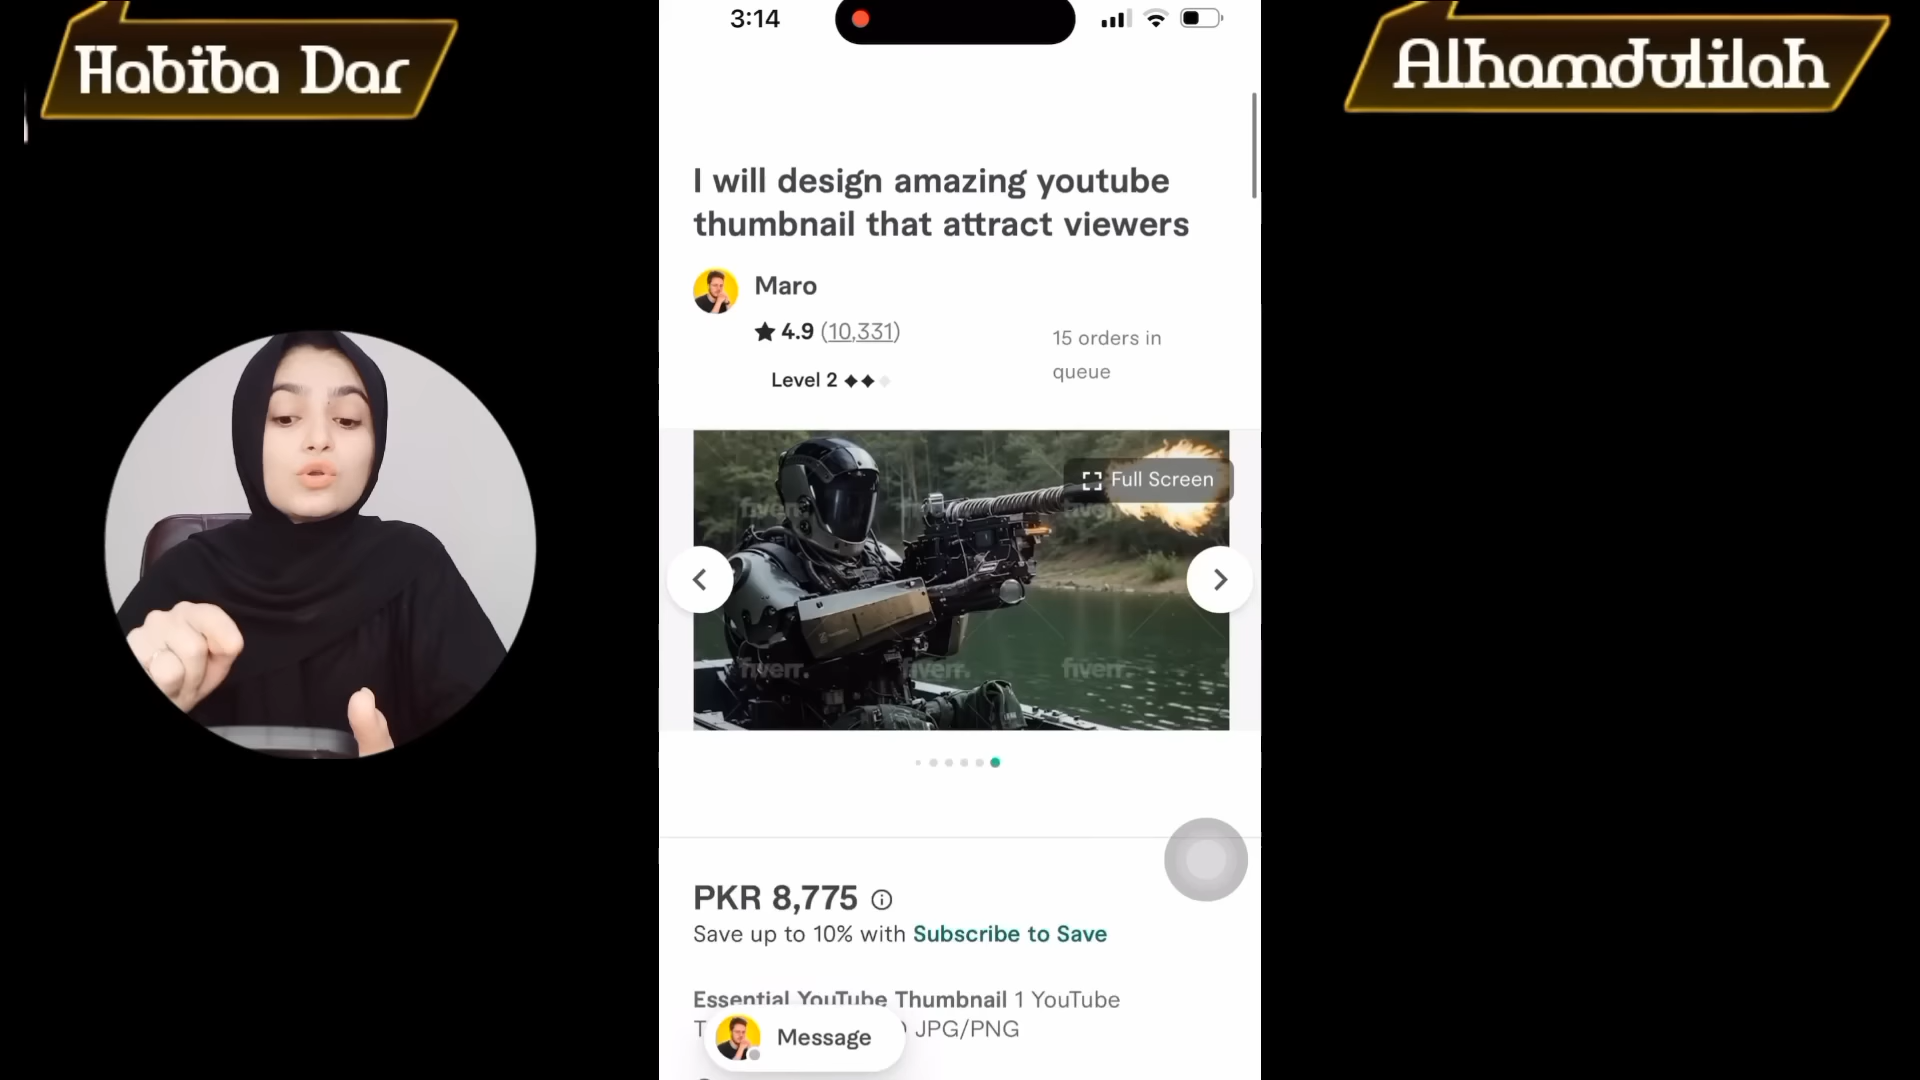 Habiba Dar
Alhamdulilah
3:14
I will design amazing youtube
thumbnail that attract viewers
Maro
4.9 (10,331)
15 orders in
queue
Level 2
Full Screen
fiverr.
fiverr.
fiverr.
PKR 8,775
Save up to 10% with Subscribe to Save
Essential YouTube Thumbnail 1 YouTube
JPG/PNG
Message